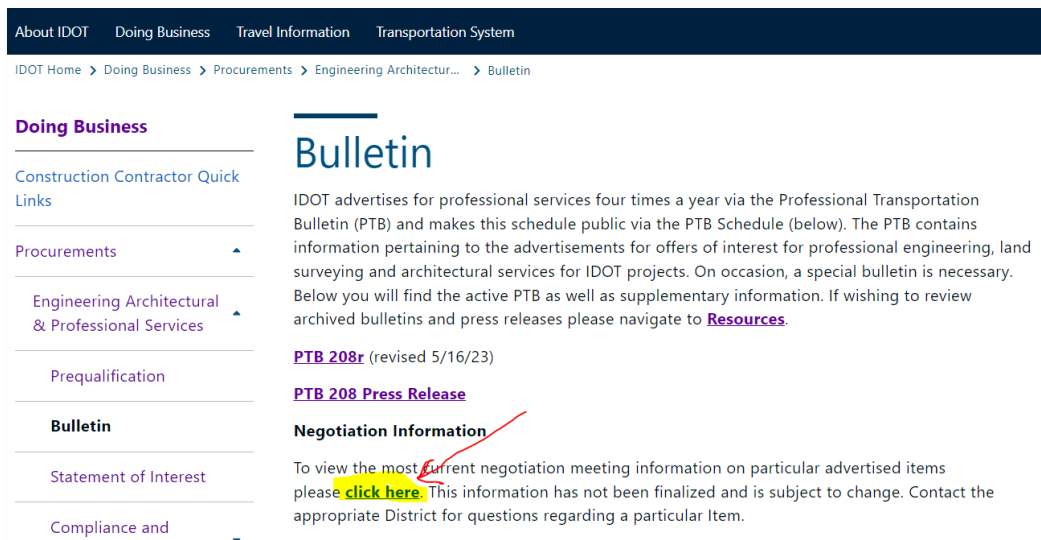 About IDOT Doing Business Travel Information Transportation System
IDOT Home > Doing Business > Procurements > Engineering Architectur... > Bulletin
Doing Business
Construction Contractor Quick
Links
Procurements
Engineering Architectural
& Professional Services
Prequalification
Bulletin
Statement of Interest
Compliance and
Bulletin
IDOT advertises for professional services four times a year via the Professional Transportation
Bulletin (PTB) and makes this schedule public via the PTB Schedule (below). The PTB contains
information pertaining to the advertisements for offers of interest for professional engineering, land
surveying and architectural services for IDOT projects. On occasion, a special bulletin is necessary.
Below you will find the active PTB as well as supplementary information. If wishing to review
archived bulletins and press releases please navigate to Resources.
PTB 208r (revised 5/16/23)
PTB 208 Press Release
Negotiation Information
To view the most current negotiation meeting information on particular advertised items
please click here. This information has not been finalized and is subject to change. Contact the
appropriate District for questions regarding a particular Item.